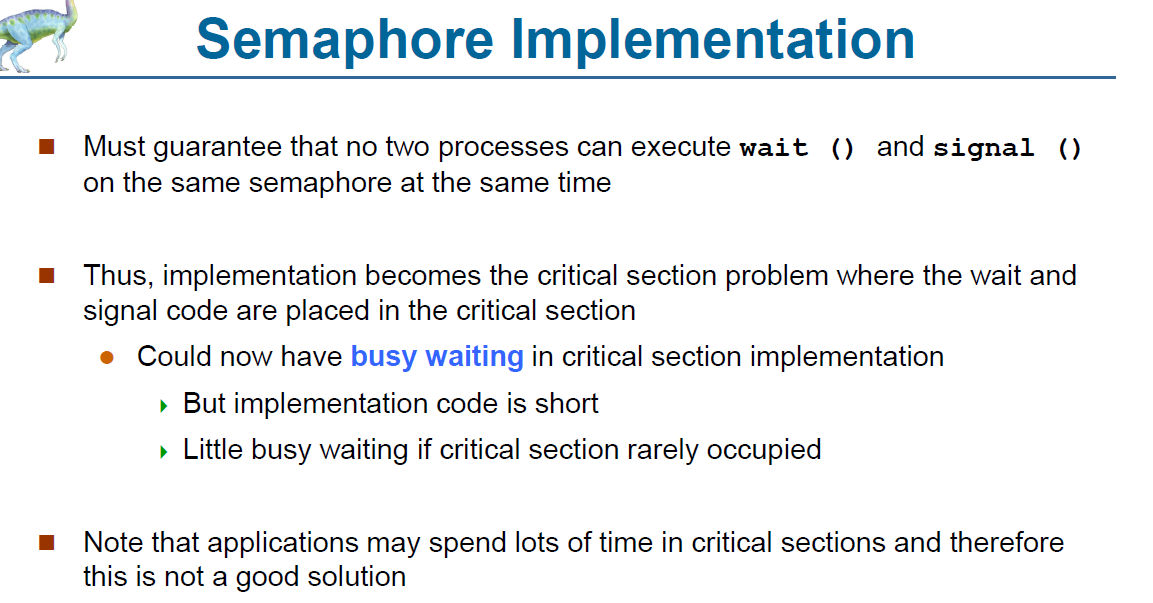 Semaphore Implementation
Must guarantee that no two processes can execute wait () and signal ()
on the same semaphore at the same time
Thus, implementation becomes the critical section problem where the wait and
signal code are placed in the critical section
Could now have busy waiting in critical section implementation
But implementation code is short
Little busy waiting if critical section rarely occupied
Note that applications may spend lots of time in critical sections and therefore
this is not a good solution